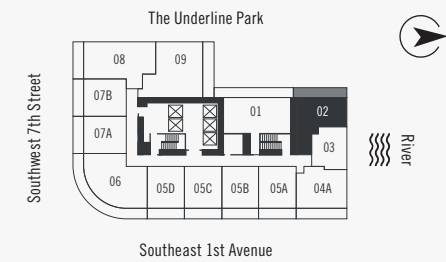 The Underline Park
Southwest 7th Street
08
09
07B
01
02
07A
03
River
06
05D
05C
05B
05A
04A
Southeast 1st Avenue